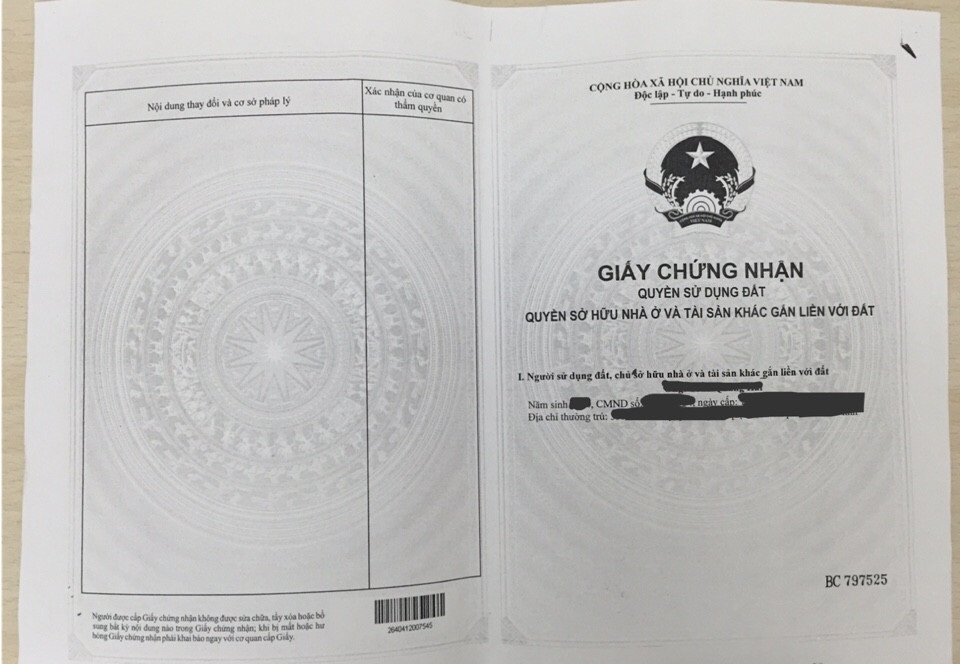 Nội dung thay đổi và cơ sở pháp lý
Xác nhận của cơ quan có
thẩm quyền
Người được cấp Giấy chứng nhận không được sửa chữa, tẩy xóa hoặc bổ
sung bất kỳ nội dung nào trong Giấy chứng nhận; khi bị mất hoặc hư
hỏng Giấy chứng nhận phải khai báo ngay với cơ quan cấp Giấy.
2640412007545
CỘNG HÒA XÃ HỘI CHỦ NGHĨA VIỆT NAM
Độc lập - Tự do - Hạnh phúc
VIỆT NAM
GIẤY CHỨNG NHẬN
QUYỀN SỬ DỤNG ĐẤT
QUYỀN SỞ HỮU NHÀ Ở VÀ TÀI SẢN KHÁC GẮN LIỀN VỚI ĐẤT
I. Người sử dụng đất, chủ sở hữu nhà ở và tài sản khác gắn liền với đất
Năm sinh , CMND số , ngày cấp:
Địa chỉ thường trú:
BC 797525